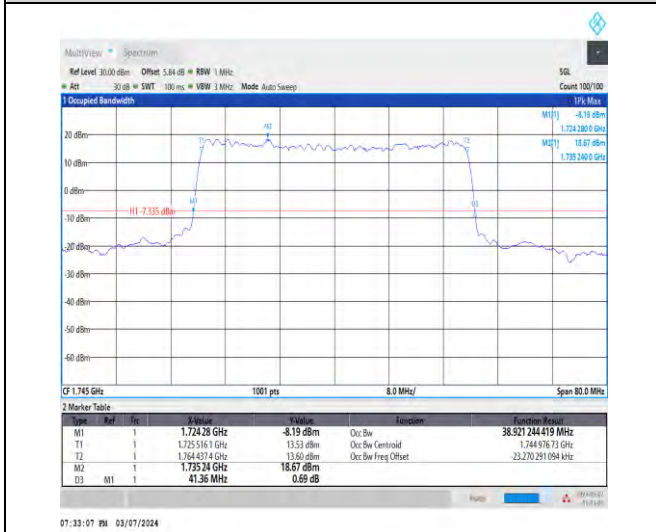 MultiView Spectrum
Ref Level 30.00 dBm Offset 5.84 dB RBW 1 MHz SGL
Att 30 dB SWT 100 ms VBW 3 MHz Mode Auto Sweep Count 100/100
1 Occupied Bandwidth 1Pk Max
M1[1] -8.19 dBm
1.724 280 0 GHz
M2[1] 18.67 dBm
1.735 240 0 GHz
M2
T1 T2
20 dBm
10 dBm
0 dBm
M1 M3
H1 -7.335 dBm
-10 dBm
-20 dBm
-30 dBm
-40 dBm
-50 dBm
-60 dBm
CF 1.745 GHz 1001 pts 8.0 MHz/ Span 80.0 MHz
2 Marker Table
Type Ref Trc X-Value Y-Value Function Function Result
M1 1 1.724 28 GHz -8.19 dBm Occ Bw 38.921 244 419 MHz
T1 1 1.725 516 1 GHz 13.53 dBm Occ Bw Centroid 1.744 976 73 GHz
T2 1 1.764 437 4 GHz 13.60 dBm Occ Bw Freq Offset -23.270 291 094 kHz
M2 1 1.735 24 GHz 18.67 dBm
D3 M1 1 41.36 MHz 0.69 dB
07:33:07 PM 03/07/2024